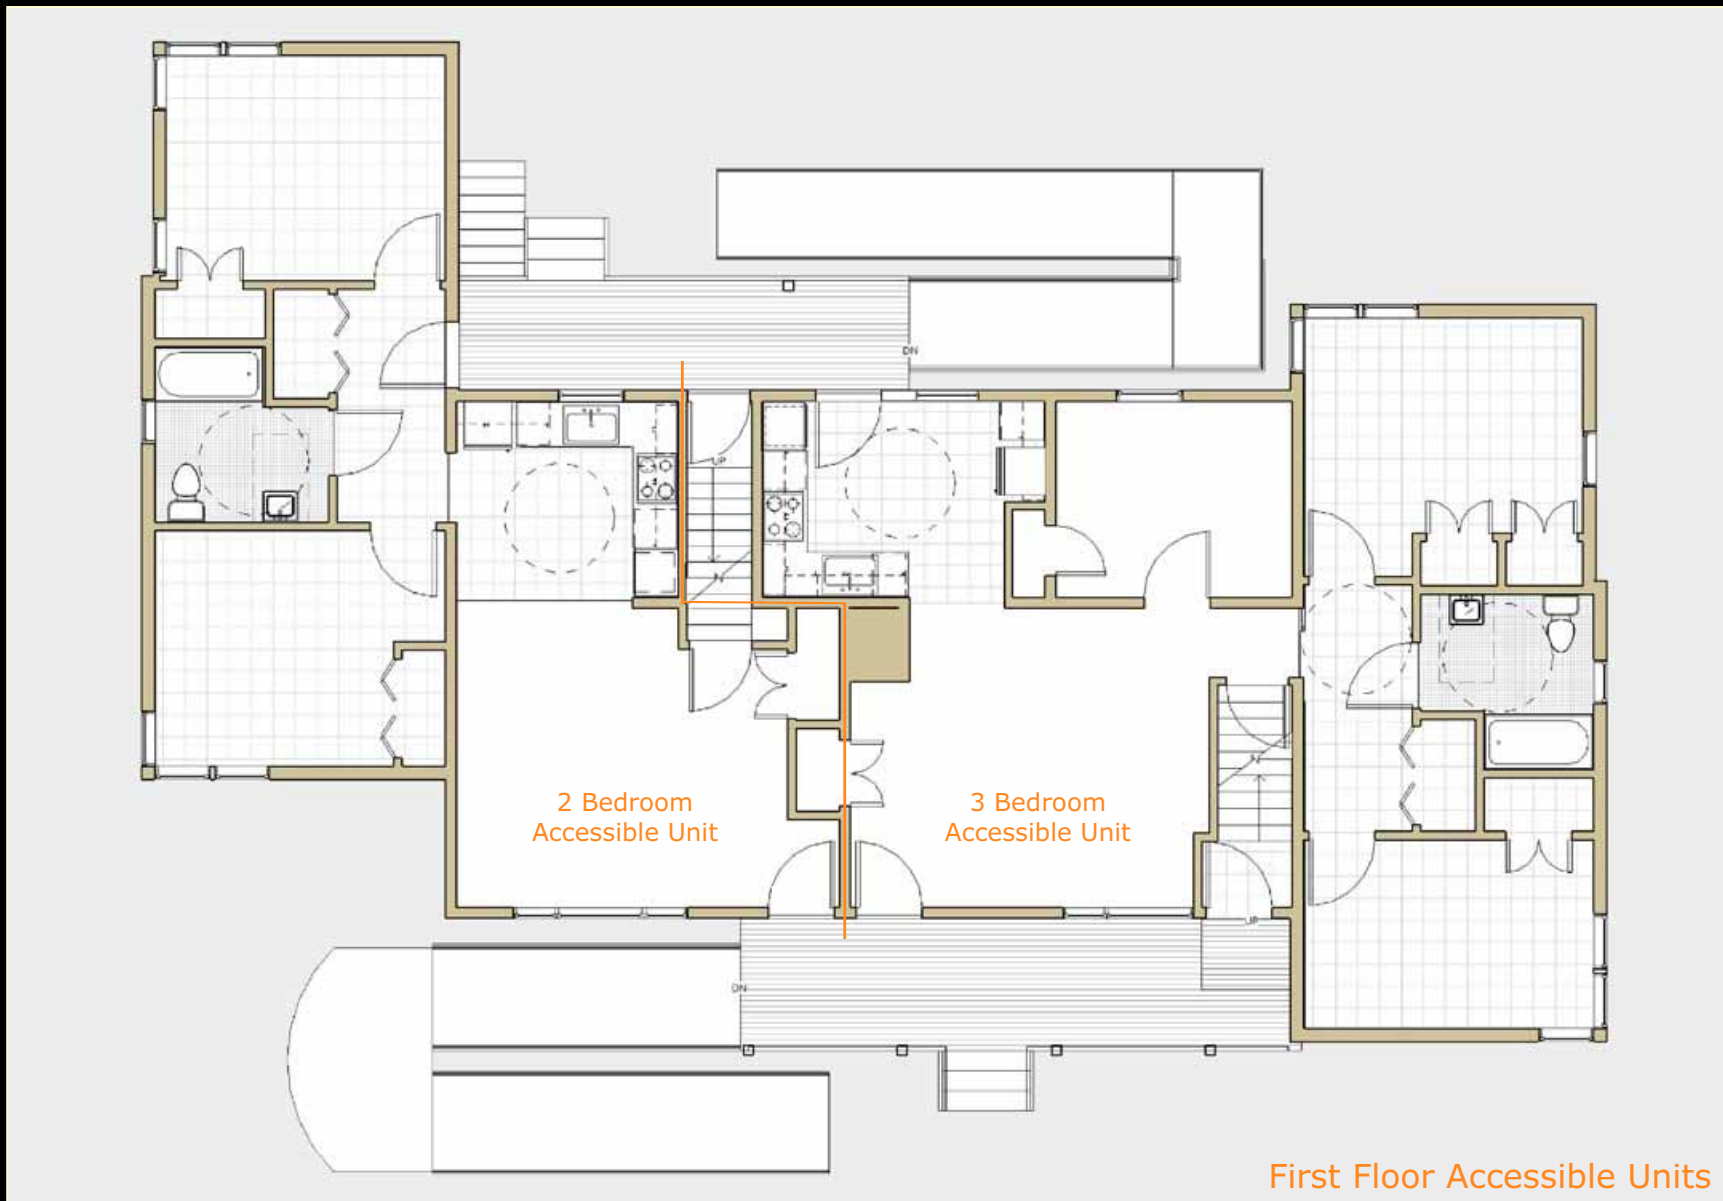 DN
UP
2 Bedroom
Accessible Unit
3 Bedroom
Accessible Unit
UP
DN
First Floor Accessible Units